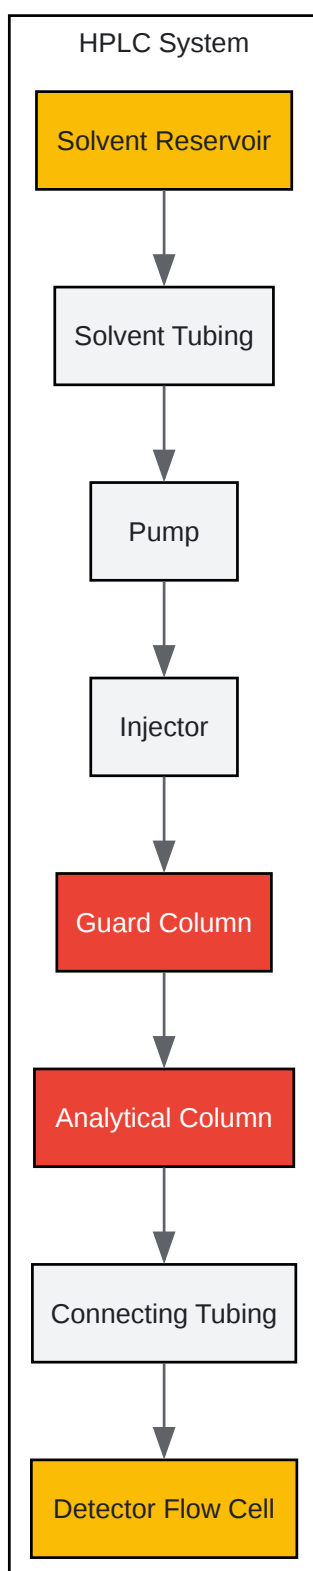 HPLC System
Solvent Reservoir
Solvent Tubing
Pump
Injector
Guard Column
Analytical Column
Connecting Tubing
Detector Flow Cell